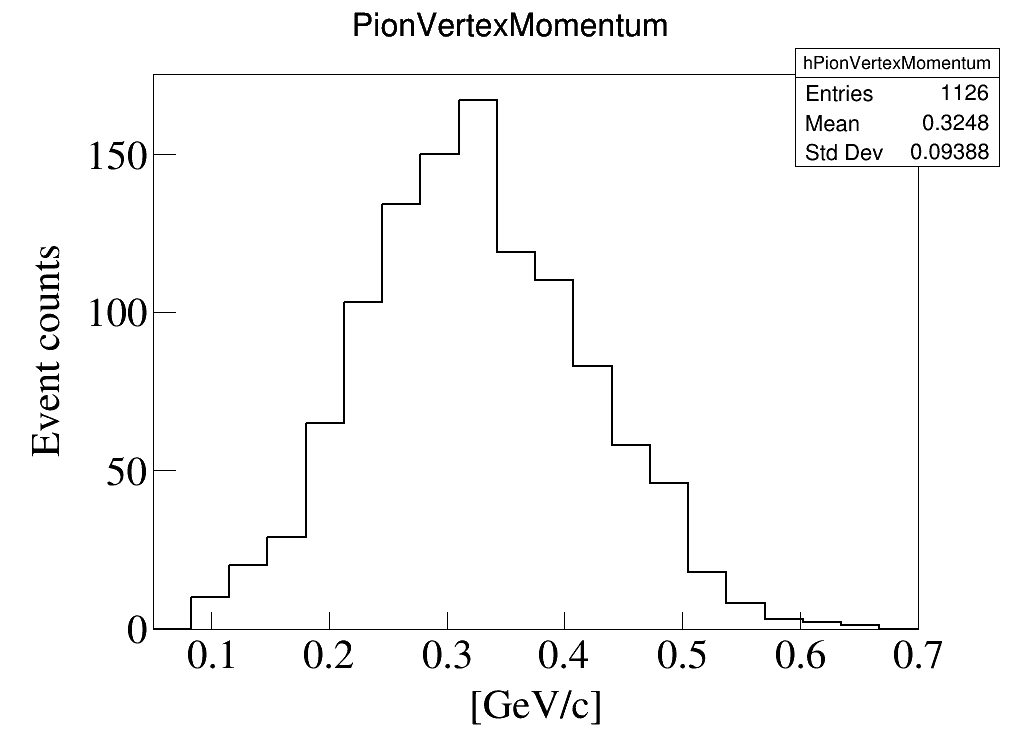 PionVertexMomentum
hPionVertexMomentum
Entries 1126
Mean 0.3248
Std Dev 0.09388
Event counts
150
100
50
0
0.1 0.2 0.3 0.4 0.5 0.6 0.7
[GeV/c]